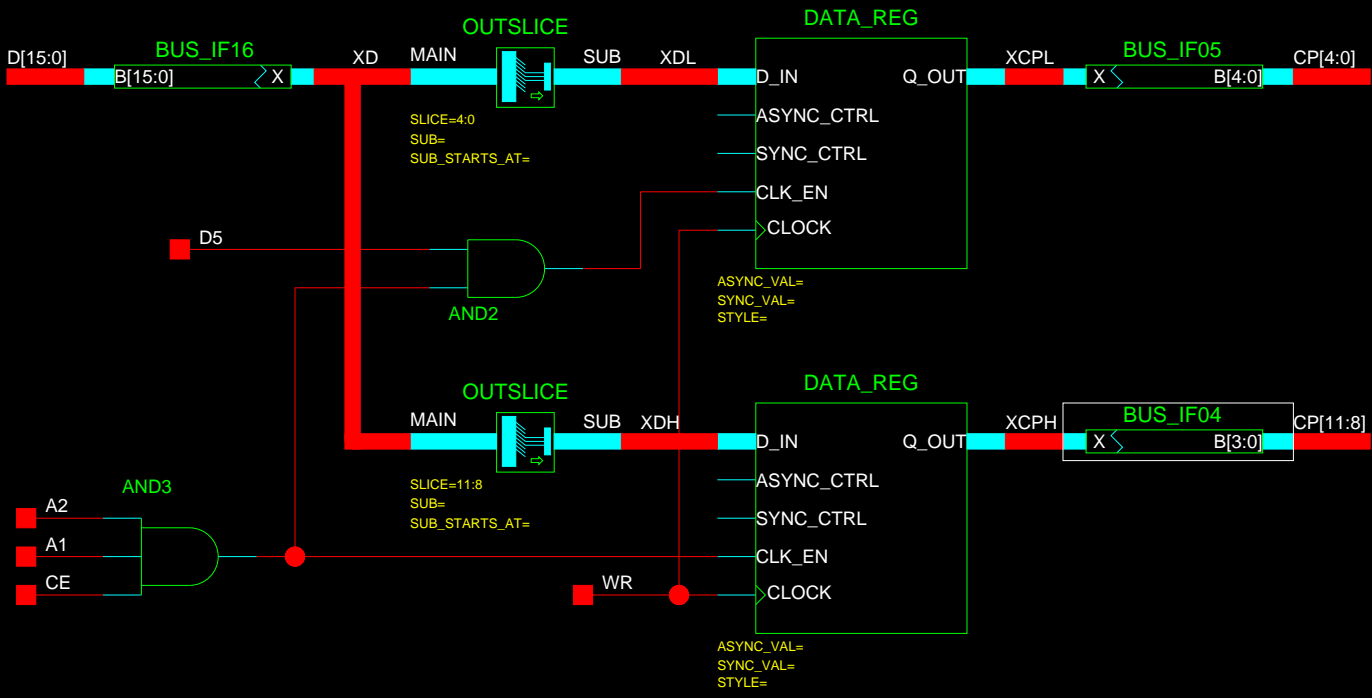 DATA_REG
OUTSLICE
D[15:0]
BUS_IF16
XD
MAIN
SUB
XDL
XCPL
BUS_IF05
CP[4:0]
B[15:0]
X
D_IN
Q_OUT
X
B[4:0]
SLICE=4:0
SUB=
SUB_STARTS_AT=
ASYNC_CTRL
SYNC_CTRL
CLK_EN
CLOCK
D5
AND2
ASYNC_VAL=
SYNC_VAL=
STYLE=
DATA_REG
OUTSLICE
MAIN
SUB
XDH
XCPH
BUS_IF04
CP[11:8]
D_IN
Q_OUT
X
B[3:0]
SLICE=11:8
SUB=
SUB_STARTS_AT=
ASYNC_CTRL
SYNC_CTRL
CLK_EN
CLOCK
AND3
A2
A1
CE
WR
ASYNC_VAL=
SYNC_VAL=
STYLE=